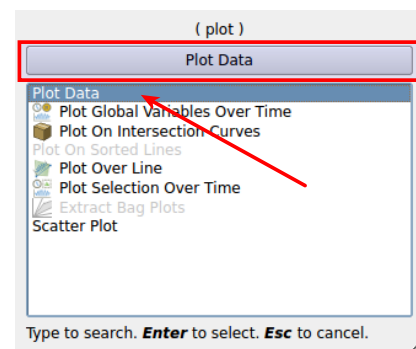 ( plot )
Plot Data
Plot Data
Plot Global Variables Over Time
Plot On Intersection Curves
Plot On Sorted Lines
Plot Over Line
Plot Selection Over Time
Extract Bag Plots
Scatter Plot
Type to search. Enter to select. Esc to cancel.